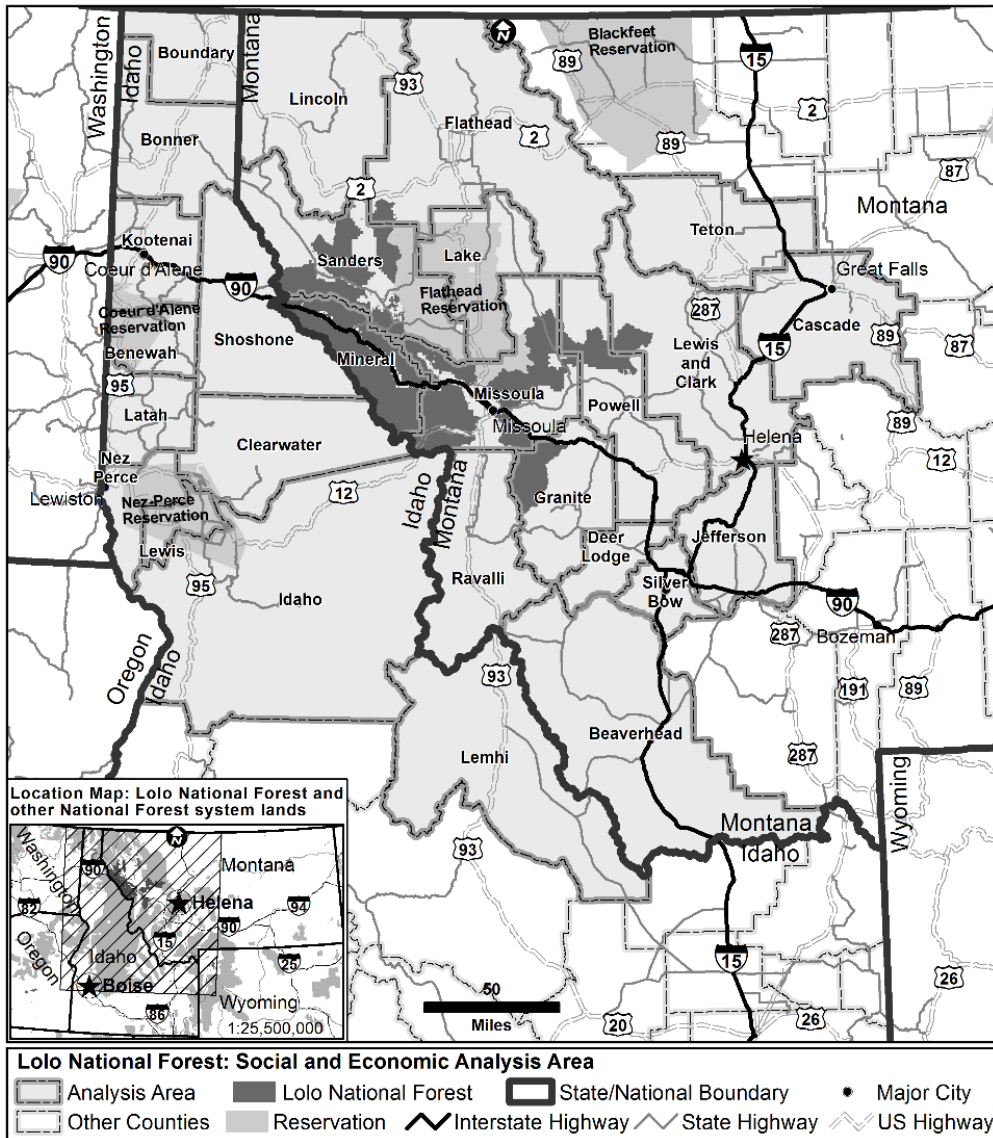 Washington
Idaho
Boundary
Montana
N
Blackfeet
Reservation
89
15
Lincoln
93
Flathead
2
2
Bonner
89
87
2
Montana
Teton
Kootenai
90
Coeur d'Alene
90
Sanders
Lake
Great Falls
Flathead
Reservation
287
Coeur d'Alene
Reservation
Cascade
15
Shoshone
89
87
Benewah
Mineral
Lewis
and
Clark
95
Missoula
Powell
Latah
Missoula
89
Clearwater
Helena
12
Nez
Perce
Idaho
Montana
Lewiston
12
Nez-Perce
Reservation
Granite
Deer
Lodge
Jefferson
Lewis
Ravalli
Silver
Bow
95
Idaho
90
287
Bozeman
Oregon
Idaho
93
191
89
Beaverhead
Lemhi
287
Wyoming
Montana
Idaho
93
15
26
50
Miles
20
26
Location Map: Lolo National Forest and
other National Forest system lands
N
Washington
90
Montana
82
Helena
94
90
15
Oregon
Idaho
25
Boise
Wyoming
86
1:25,500,000
Lolo National Forest: Social and Economic Analysis Area
Analysis Area Lolo National Forest State/National Boundary Major City
Other Counties Reservation Interstate Highway State Highway US Highway